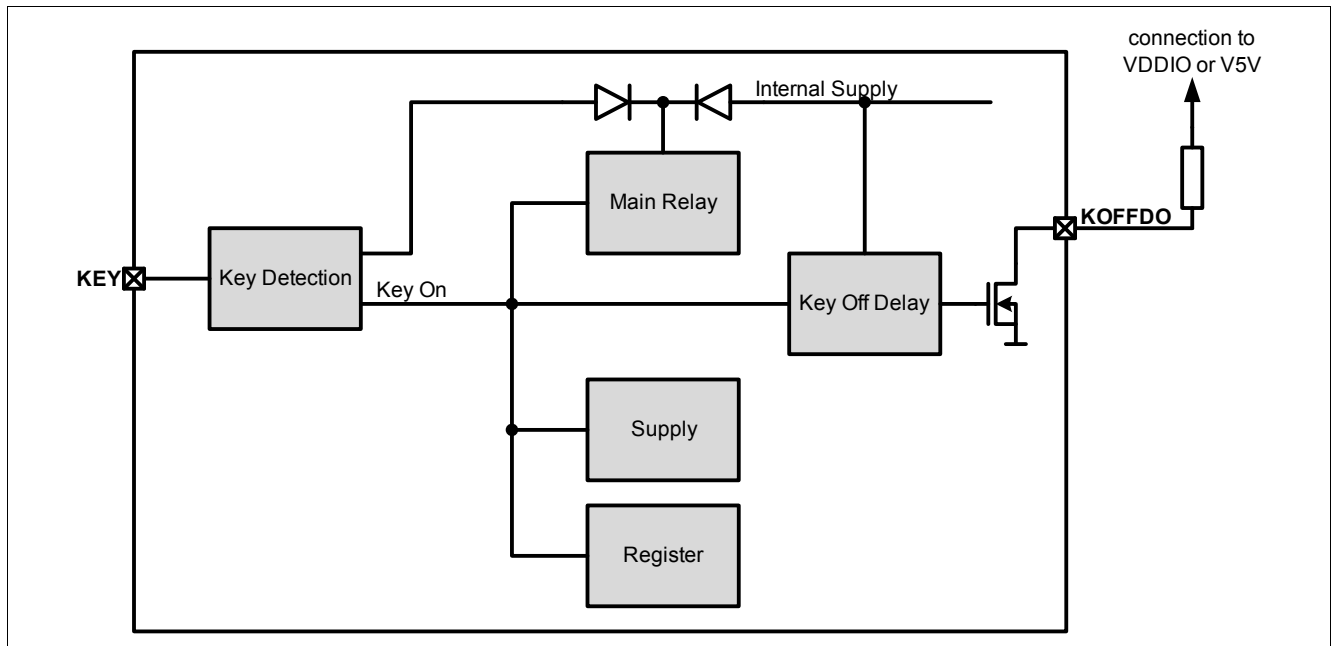 connection to
VDDIO or V5V
Internal Supply
Main Relay
KOFFDO
KEY
Key Detection
Key On
Key Off Delay
Supply
Register